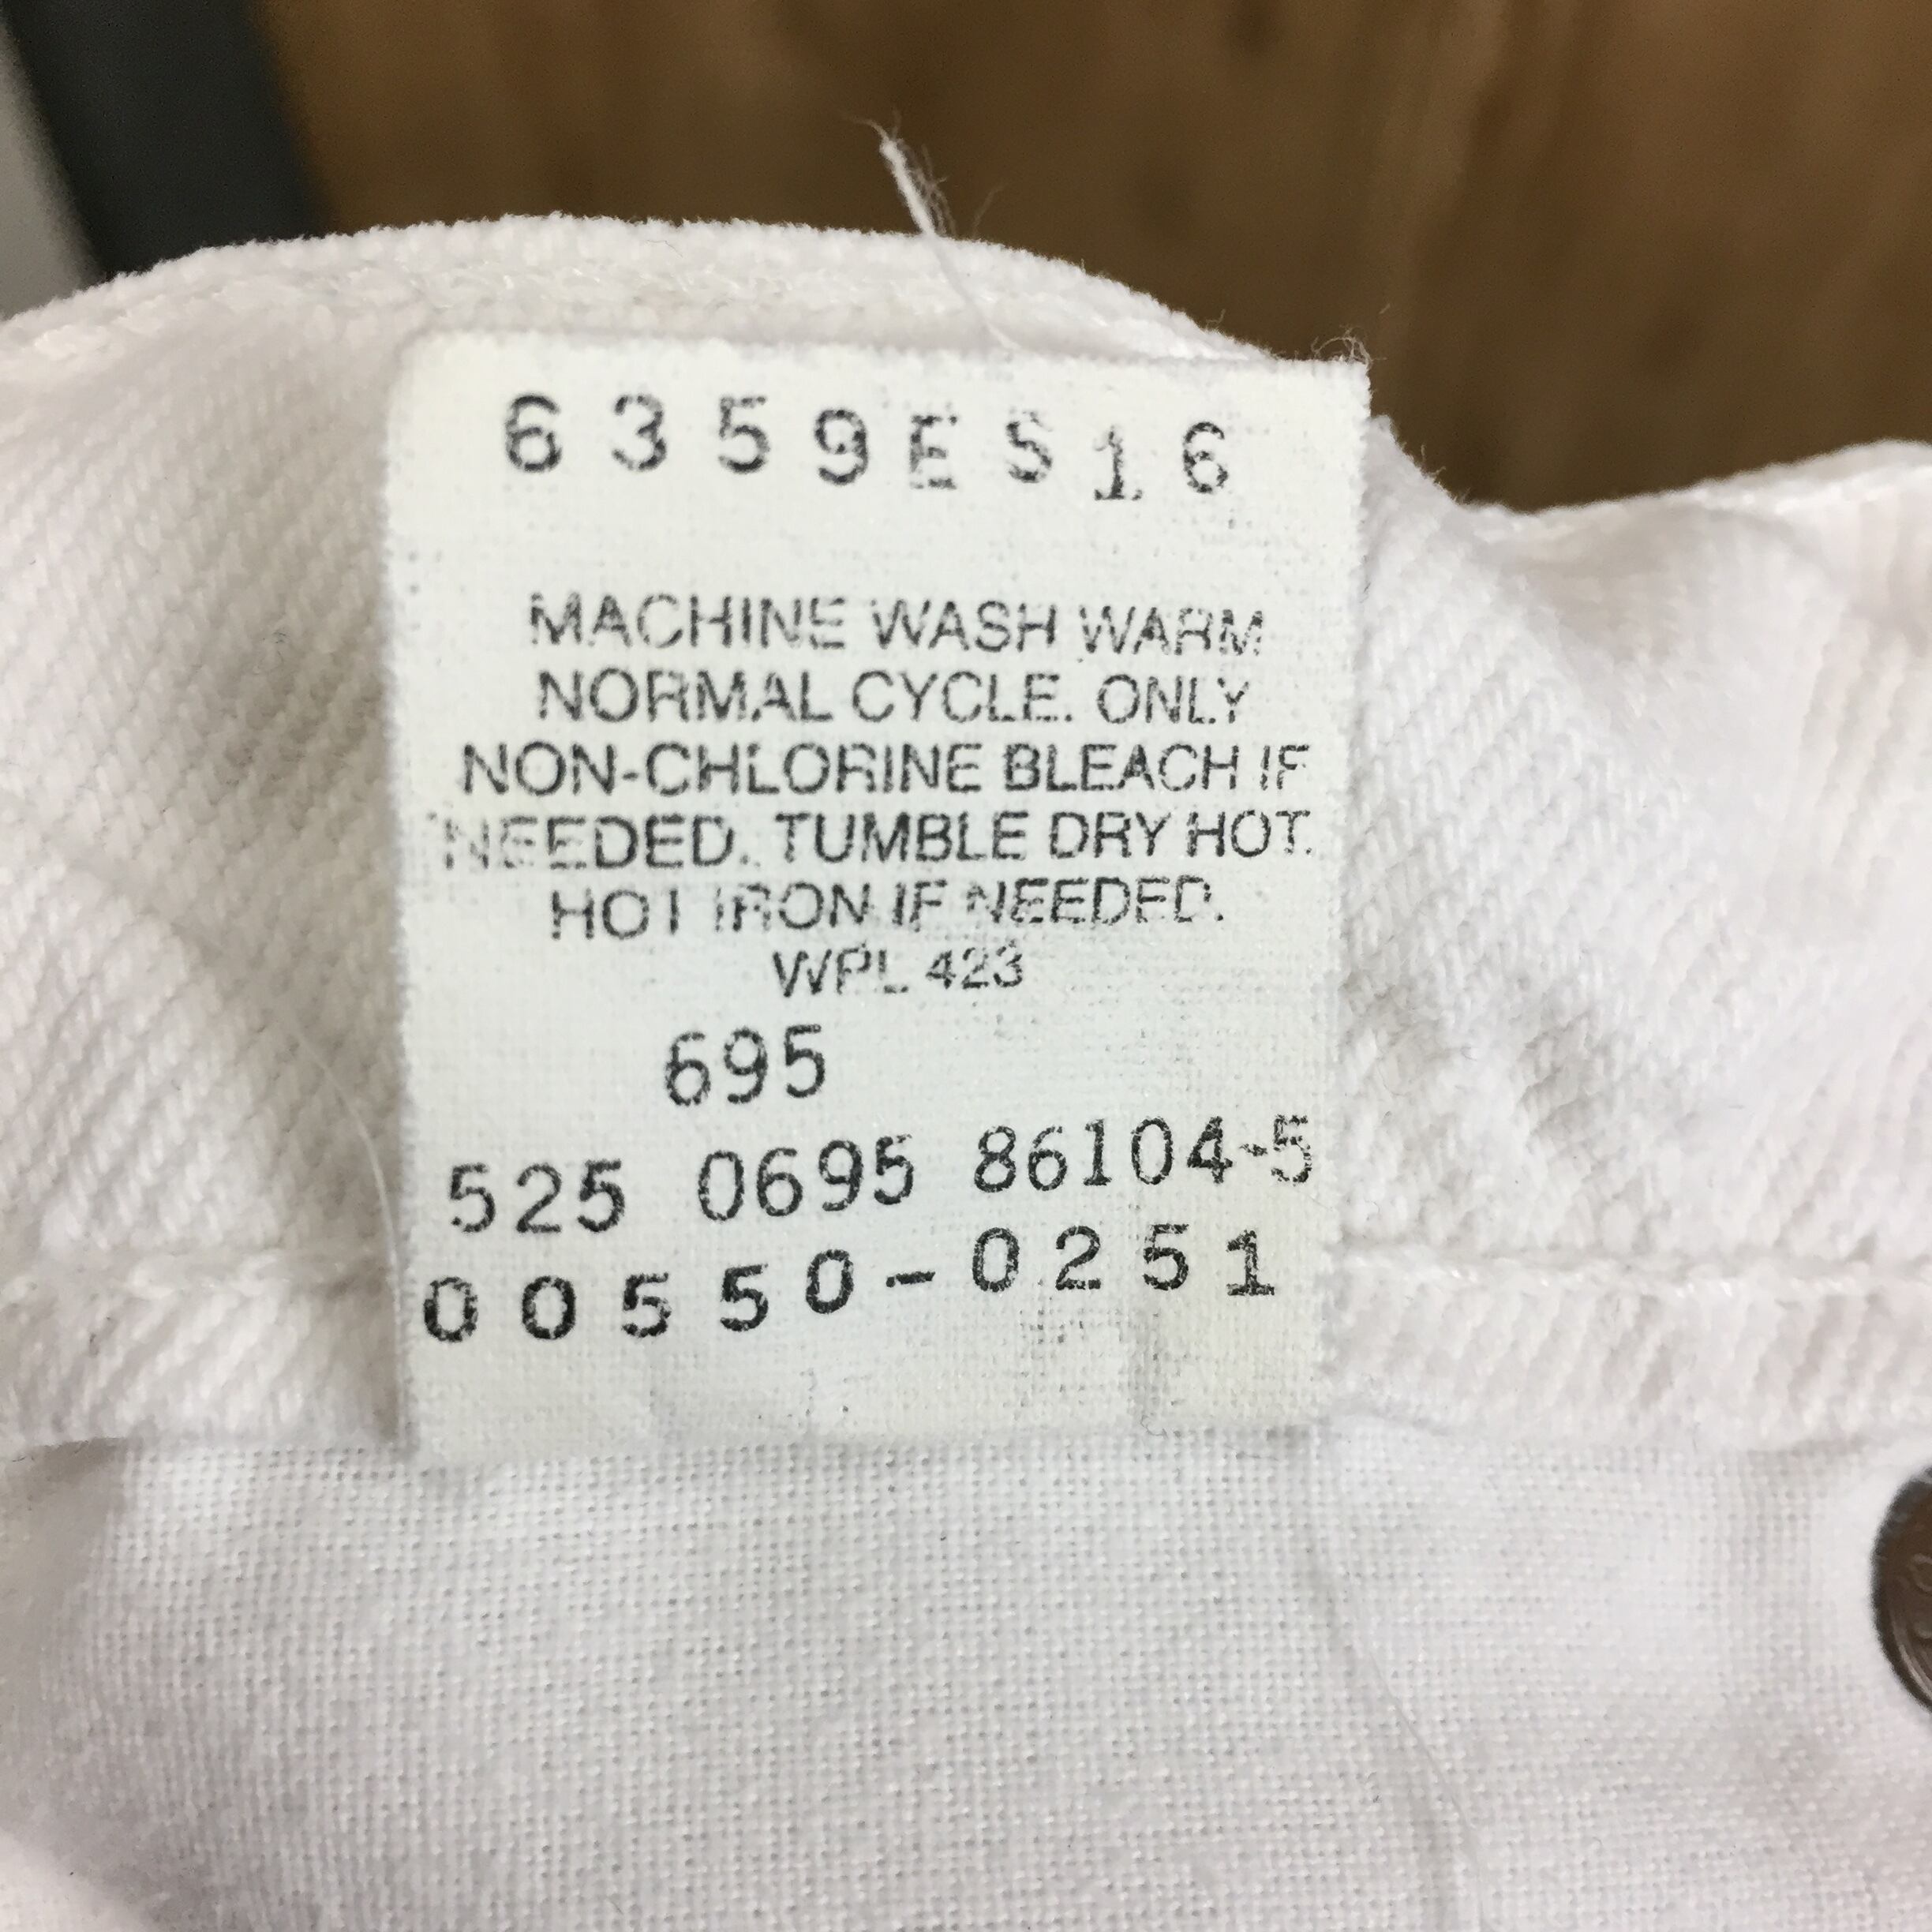 6359ES16
MACHINE WASH WARM
NORMAL CYCLE. ONLY
NON-CHLORINE BLEACH IF
NEEDED. TUMBLE DRY HOT.
HOT IRON IF NEEDED.
WPL 423
695
525 0695 86104-5
00550-0251